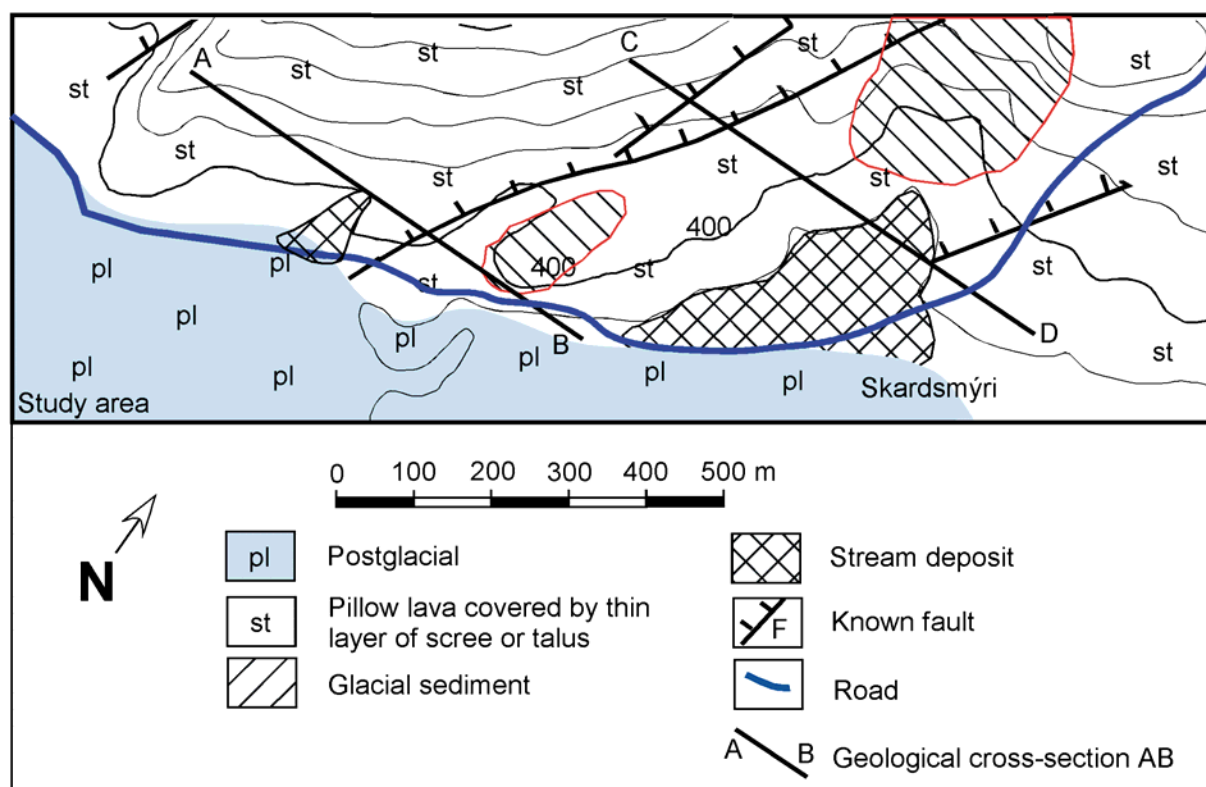 A
C
st
st
st
st
st
st
st
st
st
st
st
st
400
400
st
st
st
st
pl
pl
pl
pl
B
pl
pl
pl
D
pl
pl
Study area
Skardsmýri
0 100 200 300 400 500 m
N
pl Postglacial
st Pillow lava covered by thin
layer of scree or talus
Glacial sediment
Stream deposit
F Known fault
Road
A B Geological cross-section AB